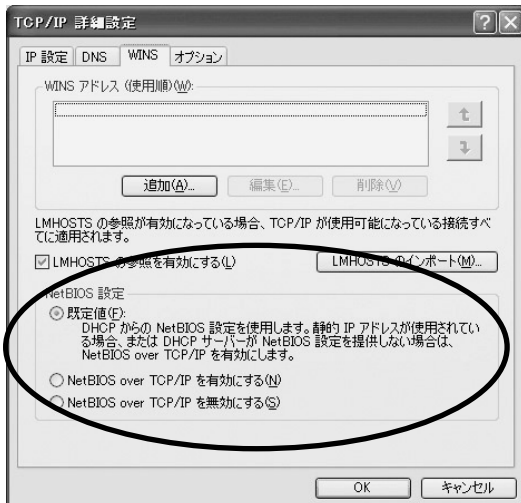 TCP/IP 詳細設定
IP 設定 DNS WINS オプション
WINS アドレス (使用順)(W):
追加(A)... 編集(E)... 削除(V)
LMHOSTS の参照が有効になっている場合、TCP/IP が使用可能になっている接続すべ
てに適用されます。
LMHOSTS の参照を有効にする(L) LMHOSTS のインポート(M)...
NetBIOS 設定
既定値(F):
DHCP からの NetBIOS 設定を使用します。静的 IP アドレスが使用されてい
る場合、または DHCP サーバーが NetBIOS 設定を提供しない場合は、
NetBIOS over TCP/IP を有効にします。
NetBIOS over TCP/IP を有効にする(N)
NetBIOS over TCP/IP を無効にする(S)
OK キャンセル